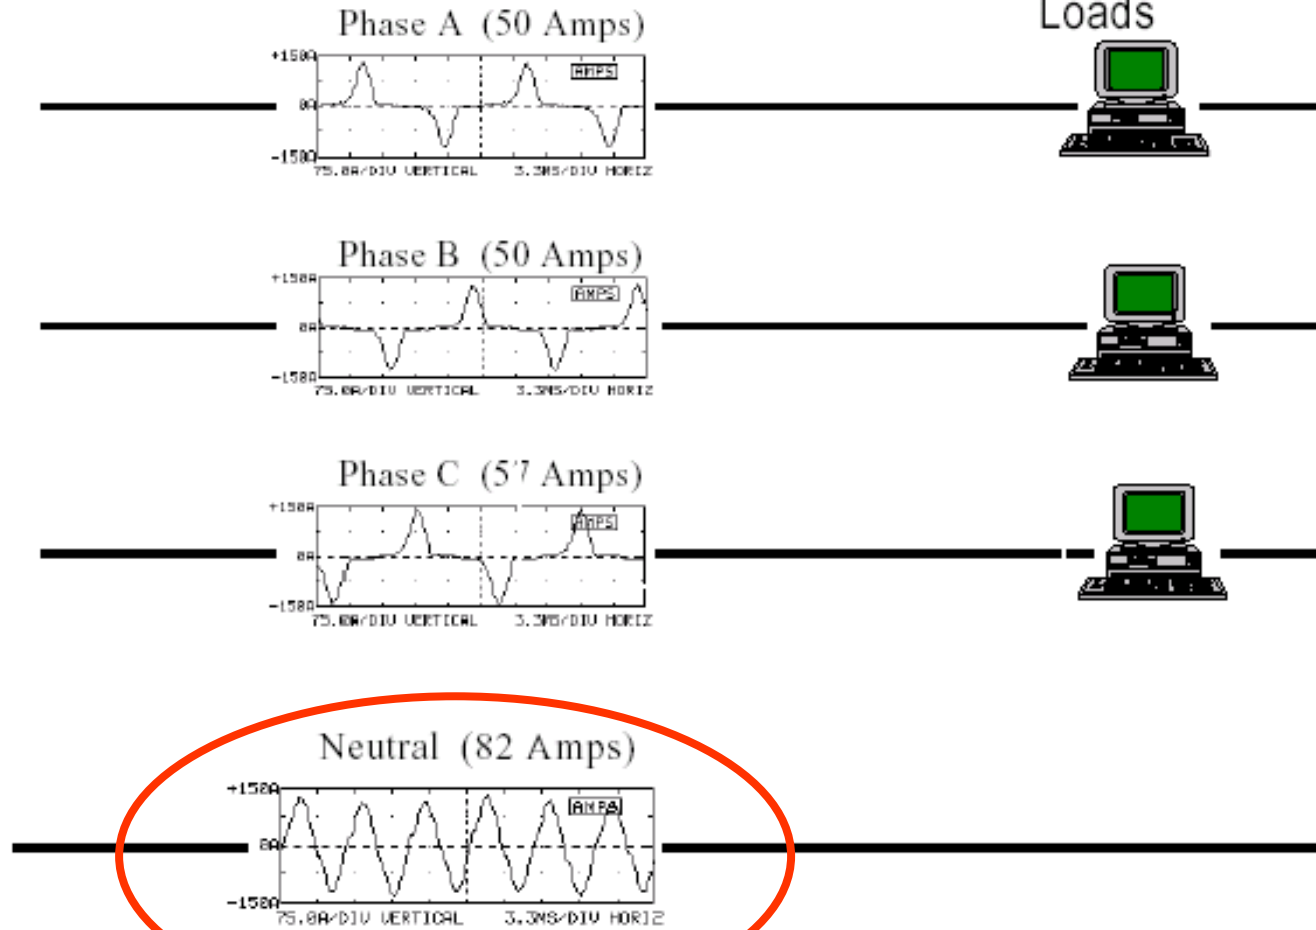 Loads
Phase A (50 Amps)
+150A
AMPS
0A
-150A
75.0A/DIV VERTICAL 3.3MS/DIV HORIZ
Phase B (50 Amps)
+150A
AMPS
0A
-150A
75.0A/DIV VERTICAL 3.3MS/DIV HORIZ
Phase C (57 Amps)
+150A
AMPS
0A
-150A
75.0A/DIV VERTICAL 3.3MS/DIV HORIZ
Neutral (82 Amps)
+150A
AMPS
0A
-150A
75.0A/DIV VERTICAL 3.3MS/DIV HORIZ